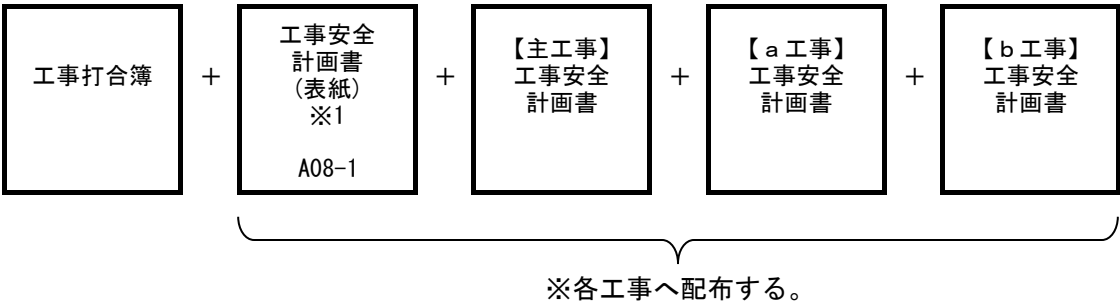 工事打合簿
＋
工事安全
計画書
(表紙)
※1
A08-1
＋
【主工事】
工事安全
計画書
＋
【ａ工事】
工事安全
計画書
＋
【ｂ工事】
工事安全
計画書
※各工事へ配布する。